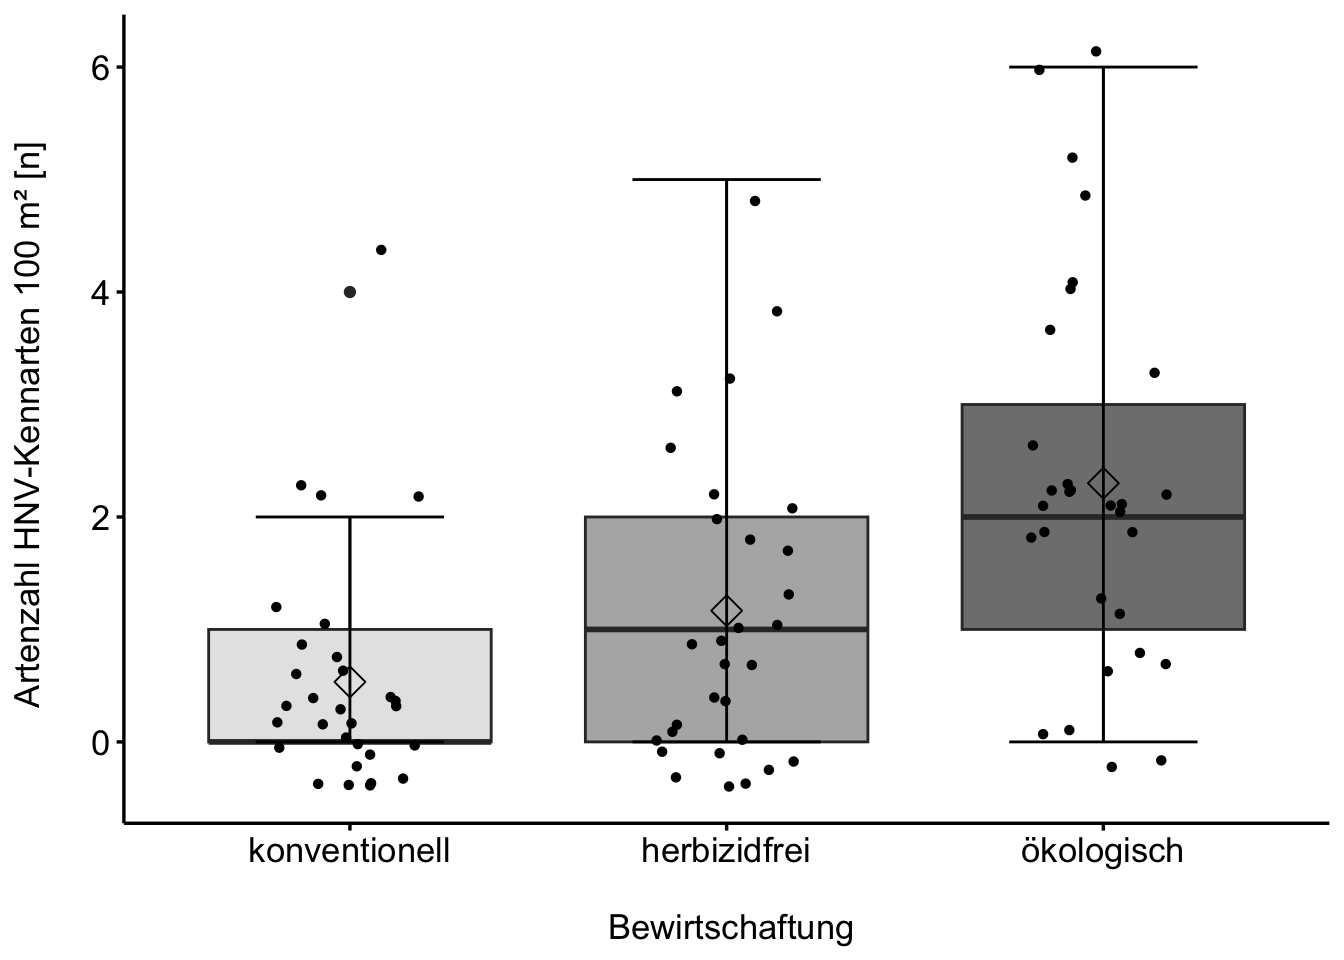 Artenzahl HNV-Kennarten 100 m² [n]
6
4
2
0
konventionell herbizidfrei ökologisch
Bewirtschaftung